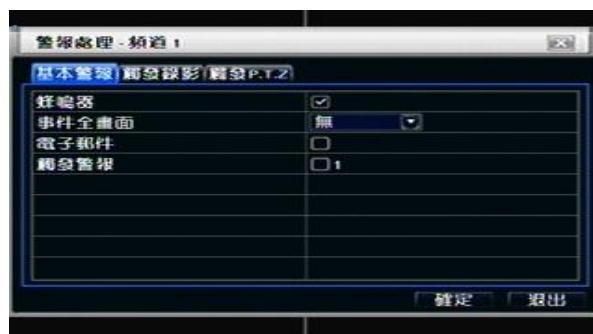 警報處理 - 頻道 1
基本警報 觸發錄影 觸發P.T.Z
蜂鳴器
事件全畫面 無
電子郵件
觸發警報 1
確定 退出